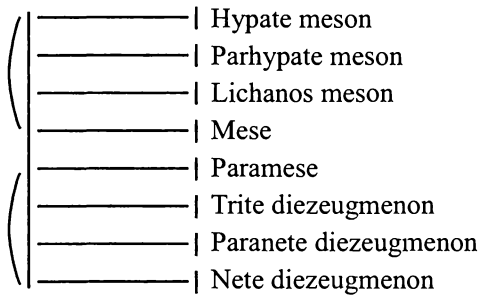 Hypate meson
Parhypate meson
Lichanos meson
Mese
Paramese
Trite diezeugmenon
Paranete diezeugmenon
Nete diezeugmenon